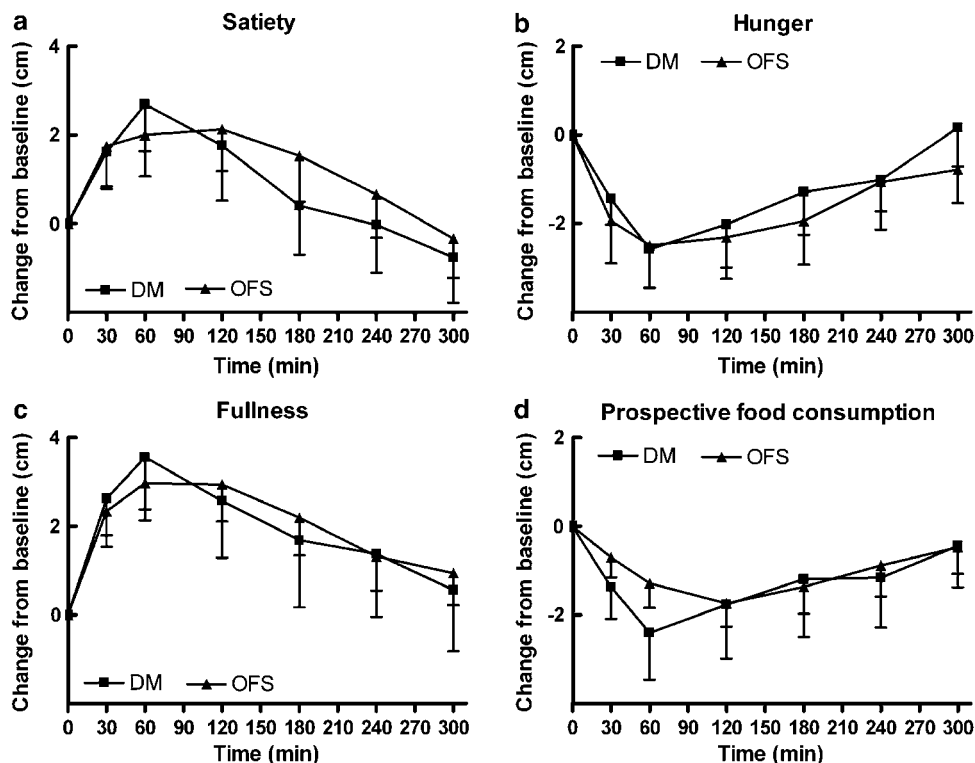 a Satiety
Change from baseline (cm)
4
2
0
DM OFS
0 30 60 90 120 150 180 210 240 270 300
Time (min)
b Hunger
Change from baseline (cm)
2
0
-2
DM OFS
0 30 60 90 120 150 180 210 240 270 300
Time (min)
c Fullness
Change from baseline (cm)
4
2
0
DM OFS
0 30 60 90 120 150 180 210 240 270 300
Time (min)
d Prospective food consumption
Change from baseline (cm)
2
0
-2
DM OFS
0 30 60 90 120 150 180 210 240 270 300
Time (min)